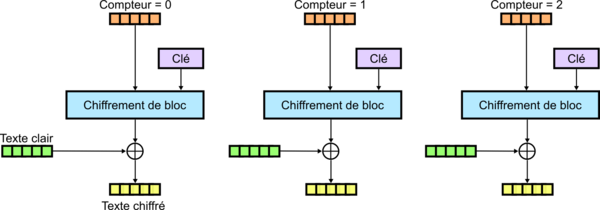 Compteur = 0
Compteur = 1
Compteur = 2
Clé
Clé
Clé
Chiffrement de bloc
Chiffrement de bloc
Chiffrement de bloc
Texte clair
Texte chiffré